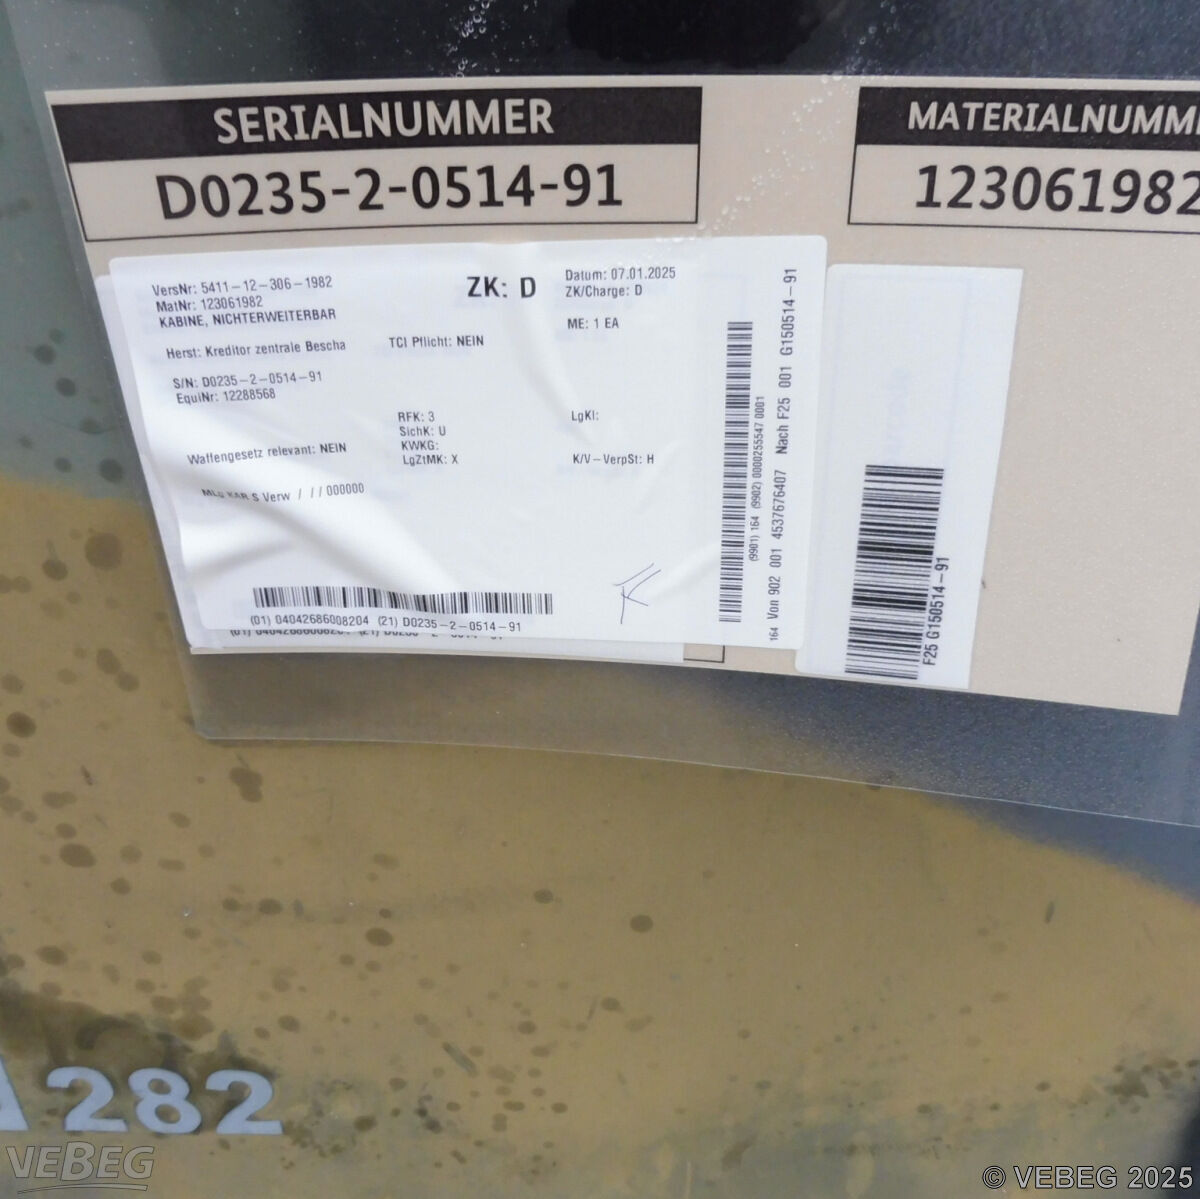 SERIALNUMMER
D0235-2-0514-91
MATERIALNUMM
123061982
VersNr: 5411-12-306-1982
MatNr: 123061982
KABINE, NICHTERWEITERBAR
ZK: D
Datum: 07.01.2025
ZK/Charge: D
ME: 1 EA
Herst: Kreditor zentrale Bescha
TCI Pflicht: NEIN
S/N: D0235-2-0514-91
EquiNr: 12288568
RFK: 3
SichK: U
KWKG:
LgZtMK: X
LgKl:
K/V-VerpSt: H
Waffengesetz relevant: NEIN
S Verw / / / 000000
(01) 04042686008204 (21) D0235-2-0514-91
(9901) 164 (9902) 0000255547 0001
164 Von 902 001 4537676407 Nach F25 001 G150514-91
F25 G150514-91
282
VEBEG
© VEBEG 2025